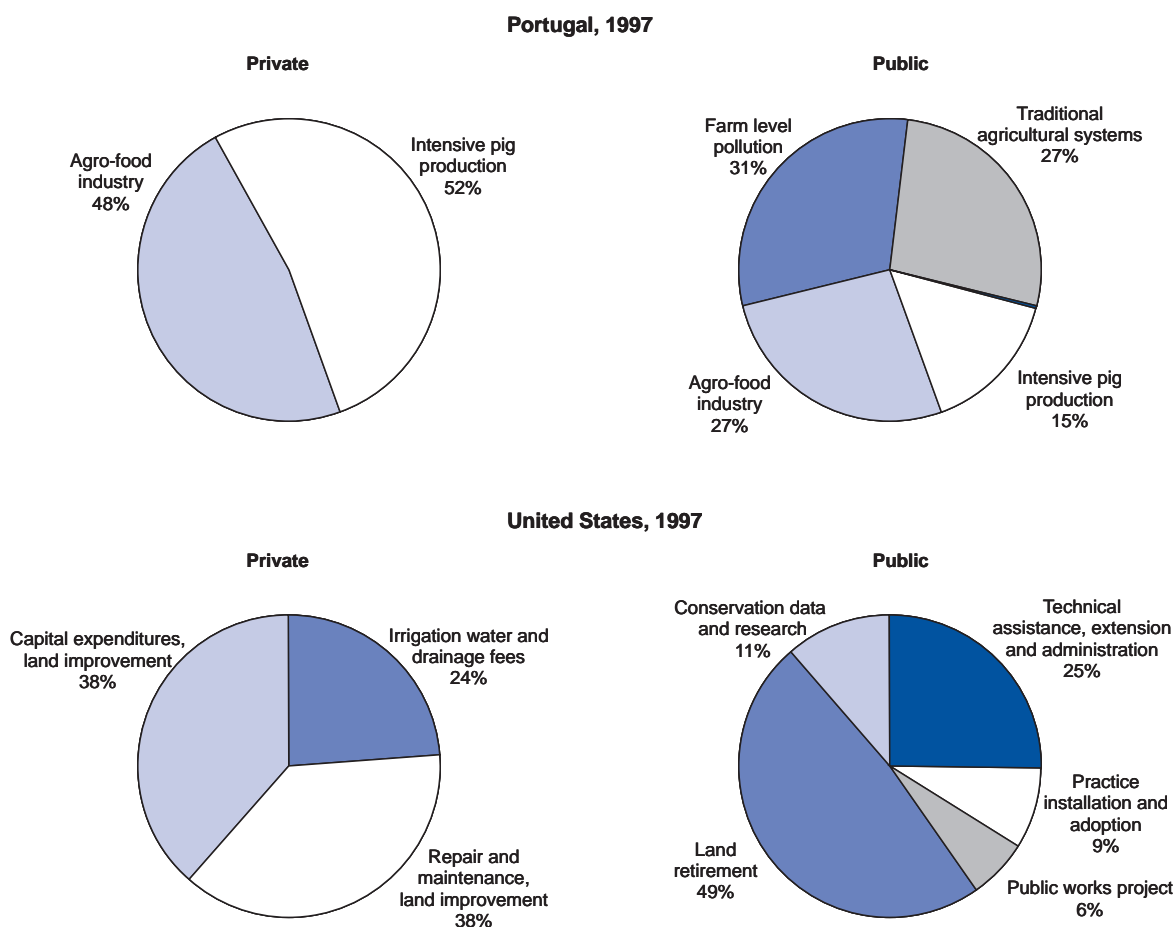 Portugal, 1997
Private
Agro-food
industry
48%
Intensive pig
production
52%
Public
Farm level
pollution
31%
Traditional
agricultural systems
27%
Agro-food
industry
27%
Intensive pig
production
15%
United States, 1997
Private
Capital expenditures,
land improvement
38%
Irrigation water and
drainage fees
24%
Repair and
maintenance,
land improvement
38%
Public
Conservation data
and research
11%
Technical
assistance, extension
and administration
25%
Land
retirement
49%
Practice
installation and
adoption
9%
Public works project
6%